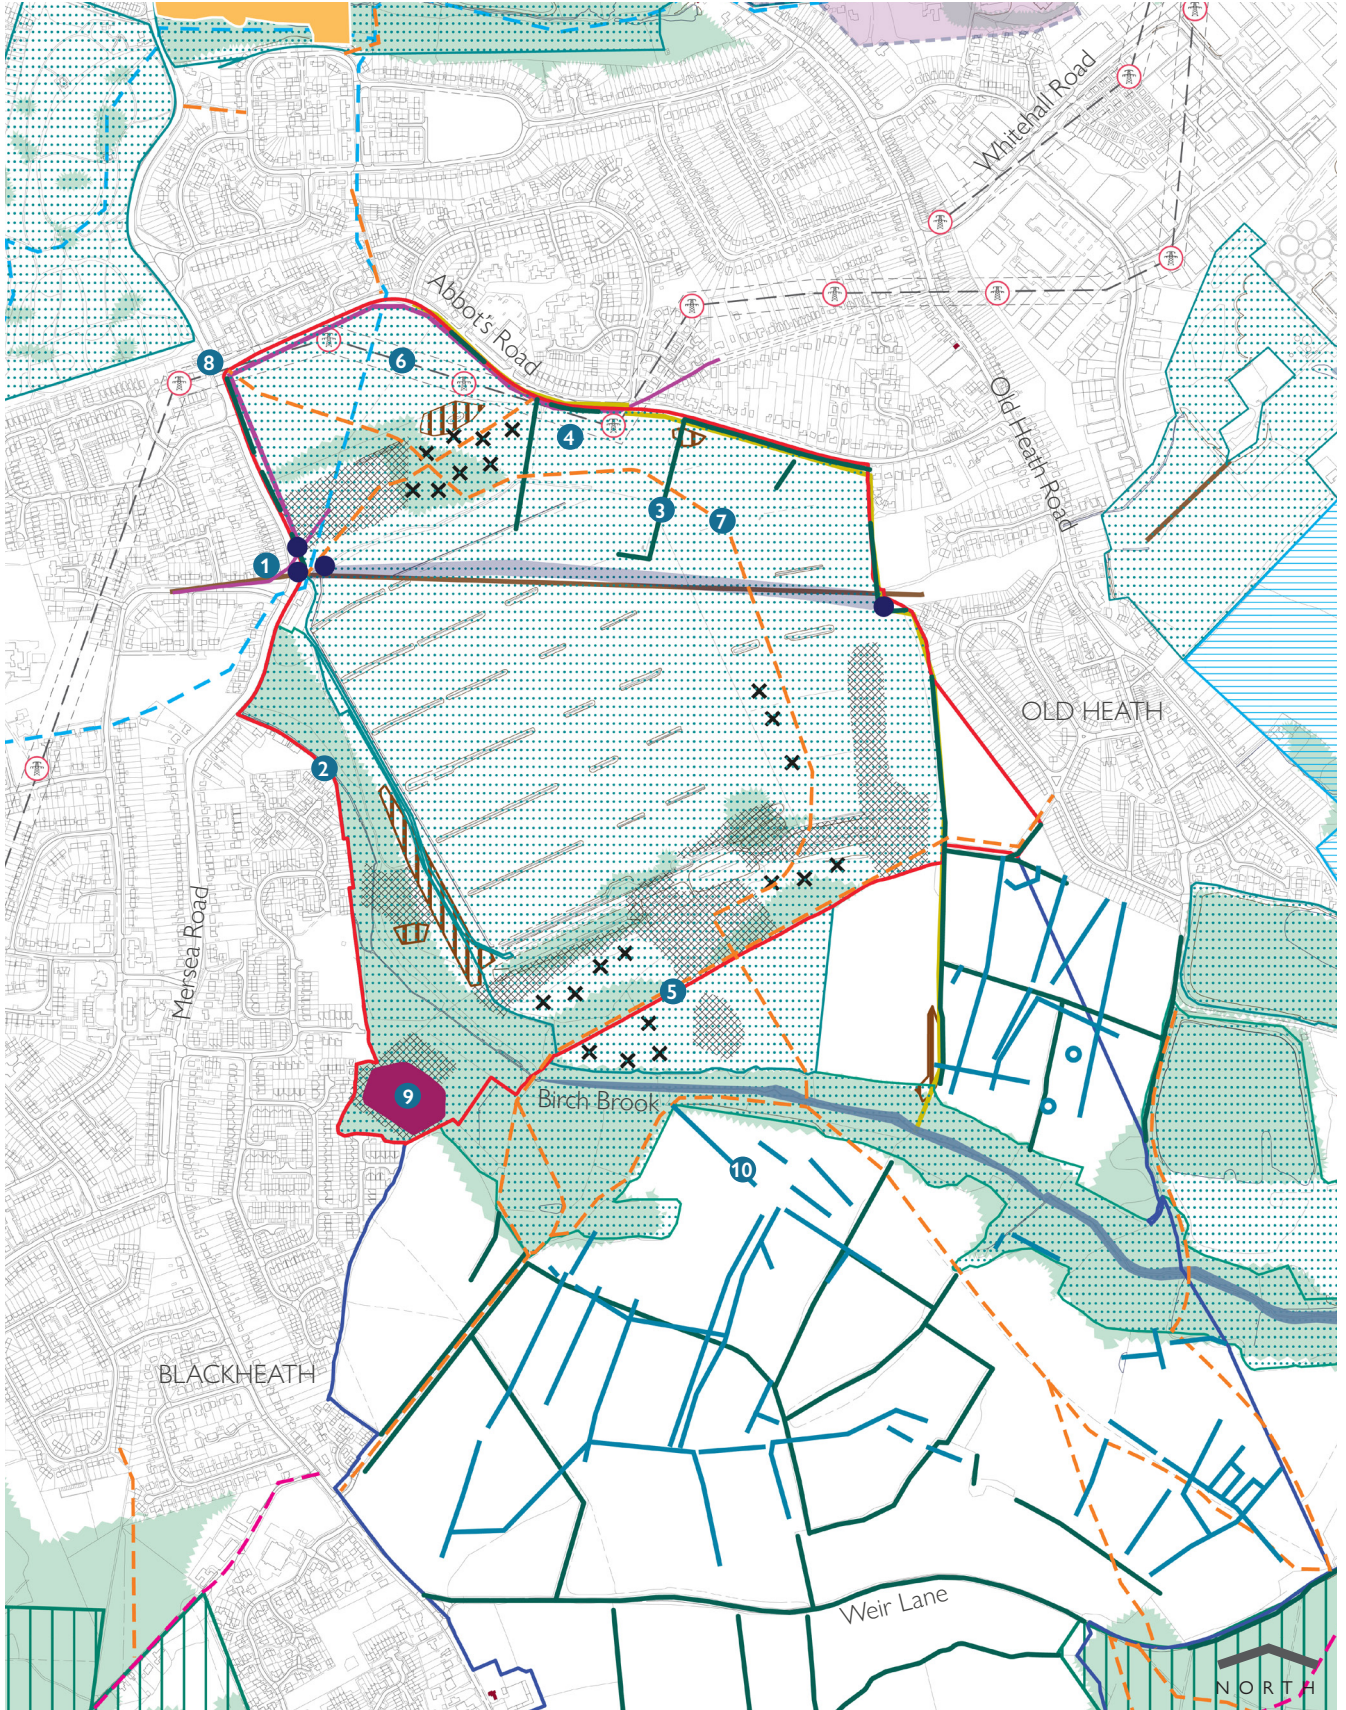 Whitehall Road
Abbot's Road
8
6
Old Heath Road
4
3
7
1
OLD HEATH
2
Mersea Road
5
9
Birch Brook
10
BLACKHEATH
Weir Lane
NORTH